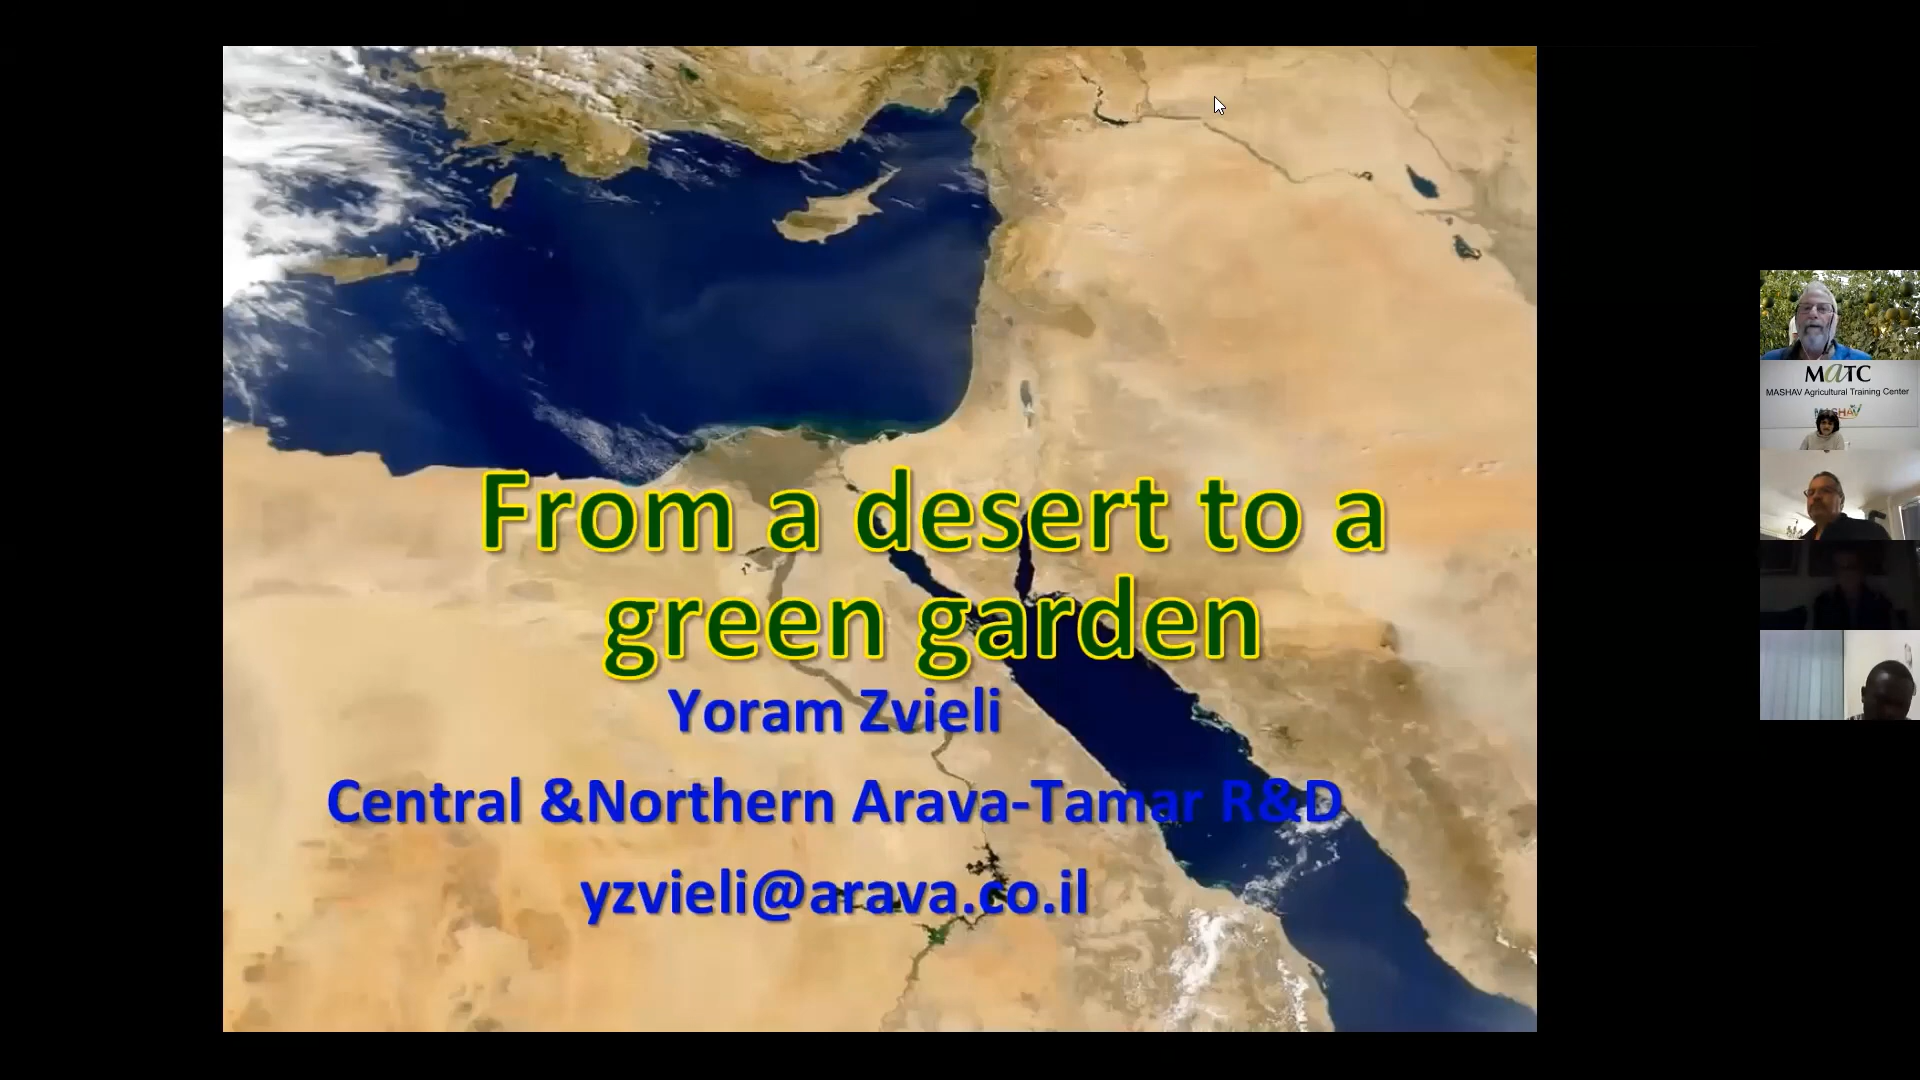 From a desert to a
green garden
Yoram Zvieli
Central &Northern Arava-Tamar R&D
yzvieli@arava.co.il
MaTC
MASHAV Agricultural Training Center
MASHAV